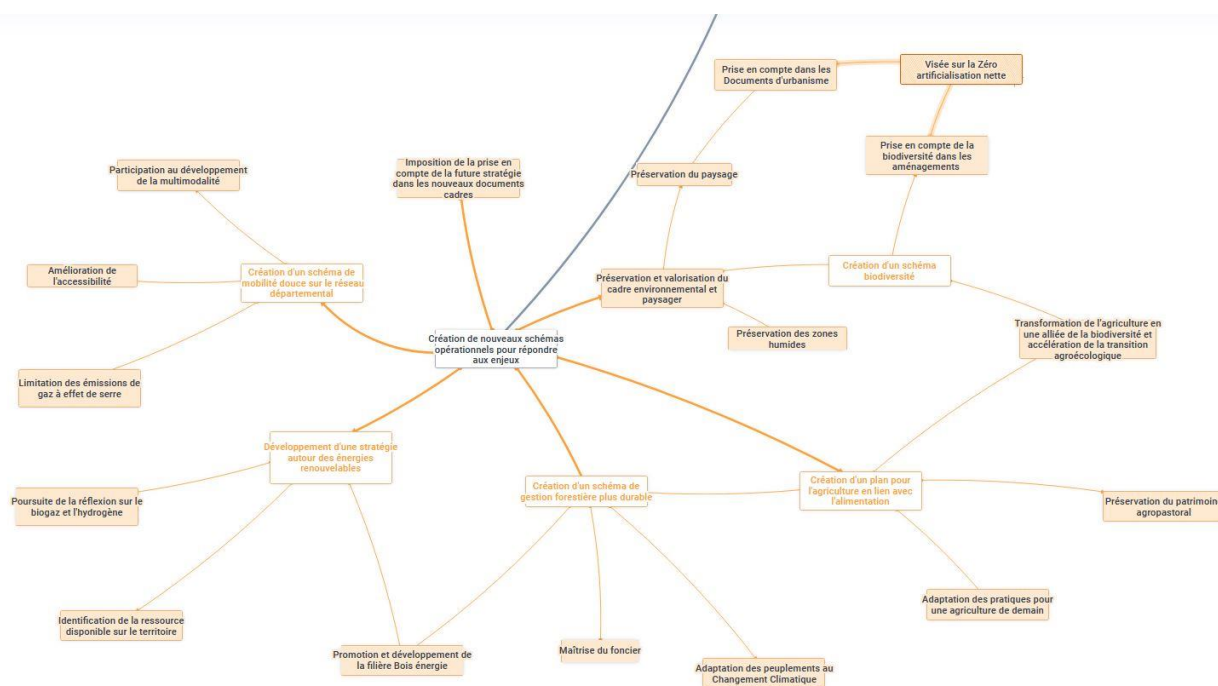 Prise en compte dans les
Documents d'urbanisme
Visée sur la Zéro
artificialisation nette
Prise en compte de la
biodiversité dans les
aménagements
Participation au développement
de la multimodalité
Imposition de la prise en
compte de la future stratégie
dans les nouveaux documents
cadres
Préservation du paysage
Amélioration de
l'accessibilité
Création d'un schéma de
mobilité douce sur le réseau
départemental
Préservation et valorisation du
cadre environnemental et
paysager
Création d'un schéma
biodiversité
Création de nouveaux schémas
opérationnels pour répondre
aux enjeux
Préservation des zones
humides
Transformation de l'agriculture en
une alliée de la biodiversité et
accélération de la transition
agroécologique
Limitation des émissions de
gaz à effet de serre
Développement d'une stratégie
autour des énergies
renouvelables
Création d'un schéma de
gestion forestière plus durable
Création d'un plan pour
l'agriculture en lien avec
l'alimentation
Poursuite de la réflexion sur le
biogaz et l'hydrogène
Préservation du patrimoin
agropastoral
Identification de la ressource
disponible sur le territoire
Promotion et développement de
la filière Bois énergie
Maîtrise du foncier
Adaptation des peuplements au
Changement Climatique
Adaptation des pratiques pour
une agriculture de demain